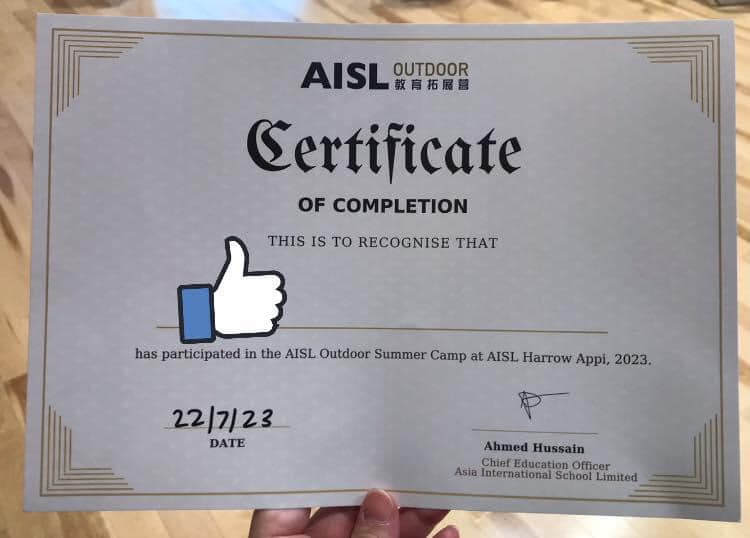 AISL OUTDOOR
教育拓展營
Certificate
OF COMPLETION
THIS IS TO RECOGNISE THAT
has participated in the AISL Outdoor Summer Camp at AISL Harrow Appi, 2023.
22/7/23
DATE
Ahmed Hussain
Chief Education Officer
Asia International School Limited